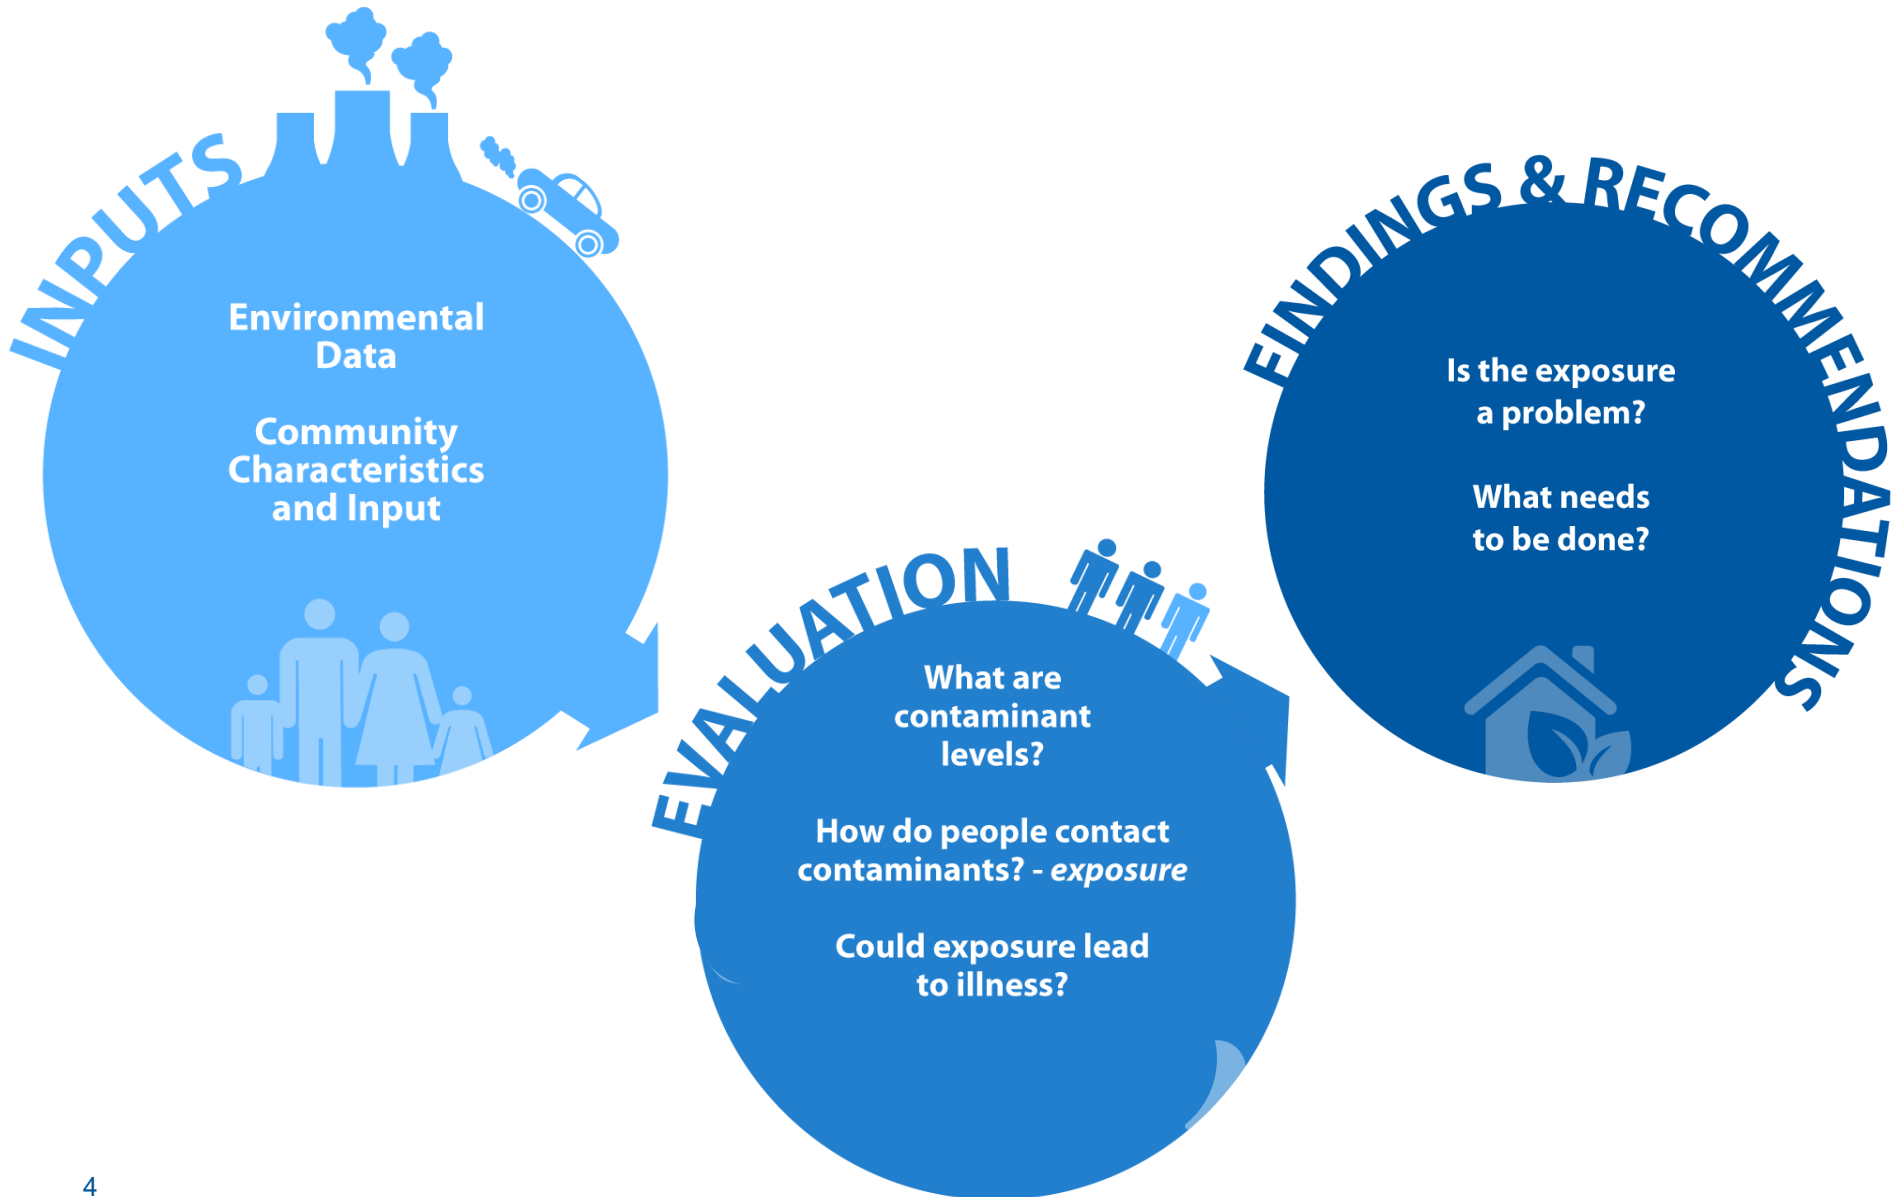 INPUTS
Environmental
Data
Community
Characteristics
and Input
EVALUATION
What are
contaminant
levels?
How do people contact
contaminants? - exposure
Could exposure lead
to illness?
FINDINGS & RECOMMENDATIONS
Is the exposure
a problem?
What needs
to be done?
4